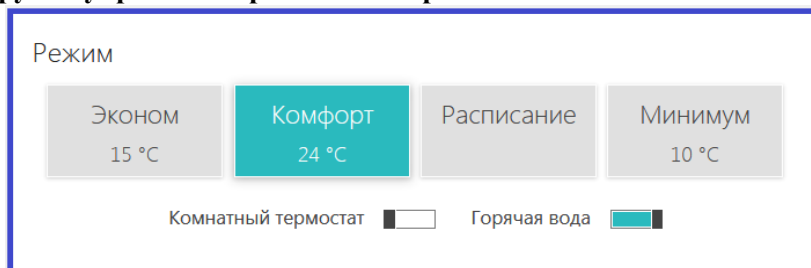 Режим
Эконом Комфорт Расписание Минимум
15 °C 24 °C 10 °C
Комнатный термостат Горячая вода